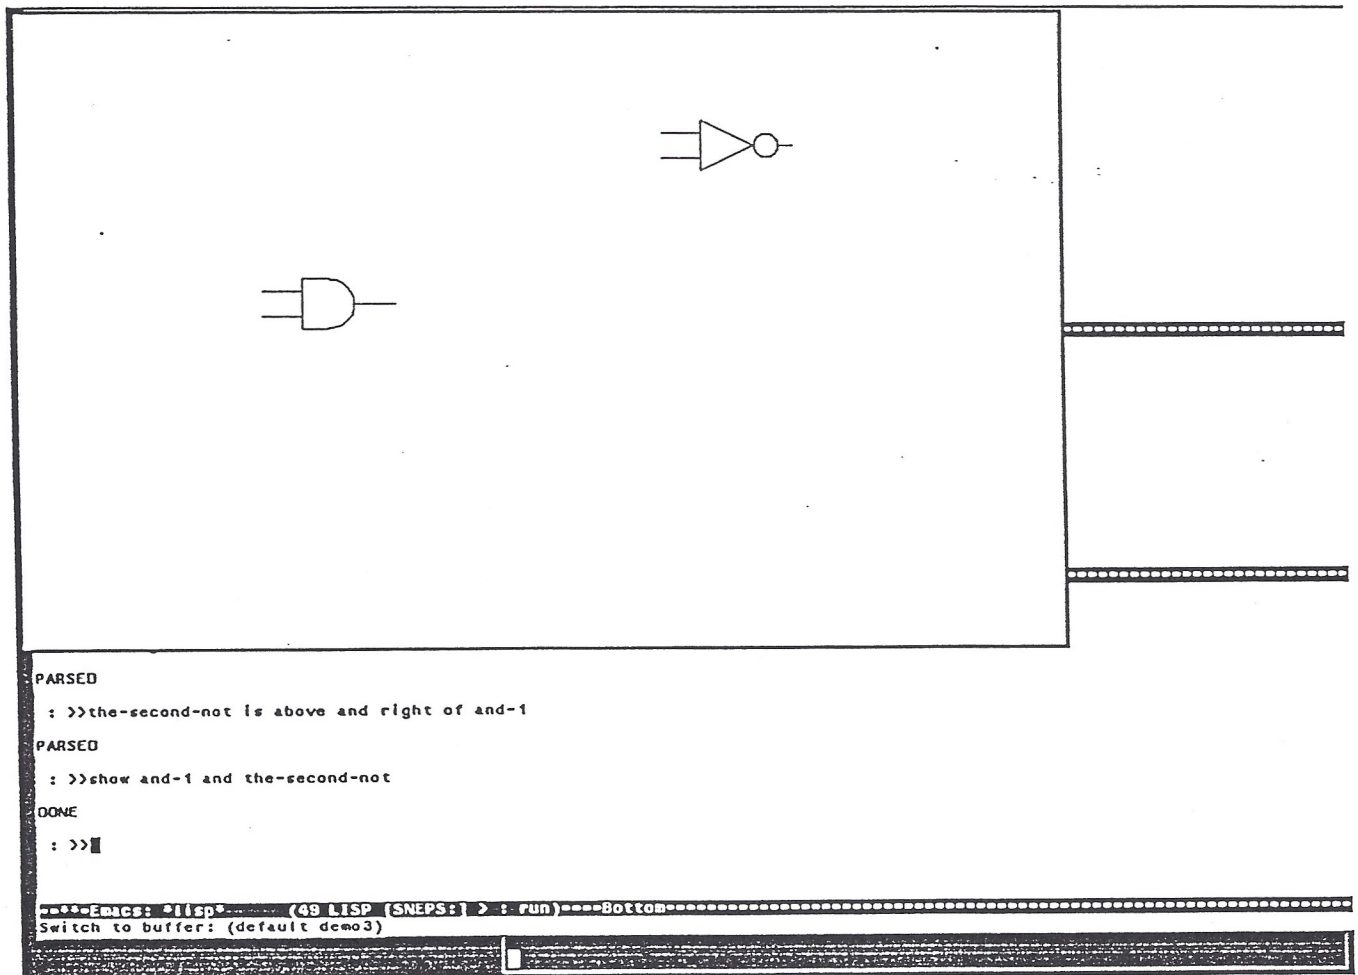 PARSED
: >>the-second-not is above and right of and-1
PARSED
: >>show and-1 and the-second-not
DONE
: >>
--**-Emacs: *lisp* (49 LISP [SNEPS:] > : run)----Bottom
Switch to buffer: (default demo3)